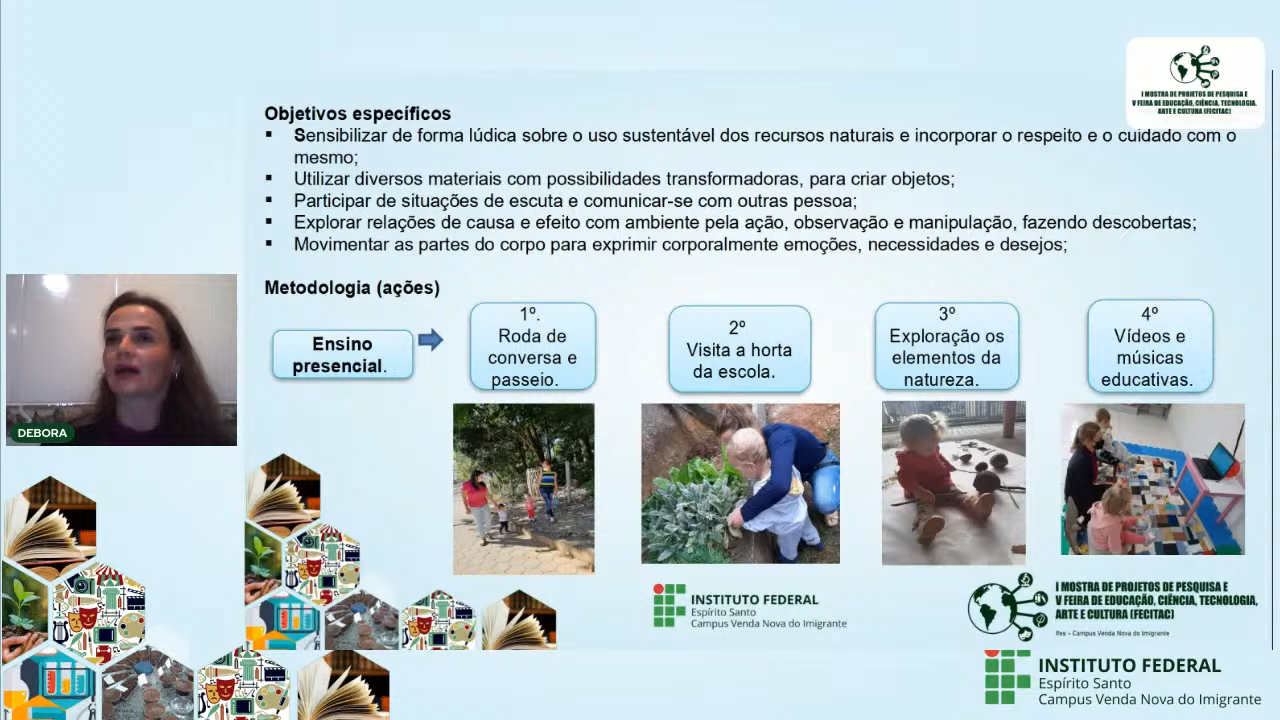 I MOSTRA DE PROJETOS DE PESQUISA E
V FEIRA DE EDUCAÇÃO, CIÊNCIA, TECNOLOGIA,
ARTE E CULTURA (FECITAC)
Objetivos específicos
▪ Sensibilizar de forma lúdica sobre o uso sustentável dos recursos naturais e incorporar o respeito e o cuidado com o
mesmo;
▪ Utilizar diversos materiais com possibilidades transformadoras, para criar objetos;
▪ Participar de situações de escuta e comunicar-se com outras pessoa;
▪ Explorar relações de causa e efeito com ambiente pela ação, observação e manipulação, fazendo descobertas;
▪ Movimentar as partes do corpo para exprimir corporalmente emoções, necessidades e desejos;
Metodologia (ações)
Ensino
presencial.
1º.
Roda de
conversa e
passeio.
2º
Visita a horta
da escola.
3º
Exploração os
elementos da
natureza.
4º
Vídeos e
músicas
educativas.
DEBORA
INSTITUTO FEDERAL
Espírito Santo
Campus Venda Nova do Imigrante
I MOSTRA DE PROJETOS DE PESQUISA E
V FEIRA DE EDUCAÇÃO, CIÊNCIA, TECNOLOGIA,
ARTE E CULTURA (FECITAC)
Ifes - Campus Venda Nova do Imigrante
INSTITUTO FEDERAL
Espírito Santo
Campus Venda Nova do Imigrante